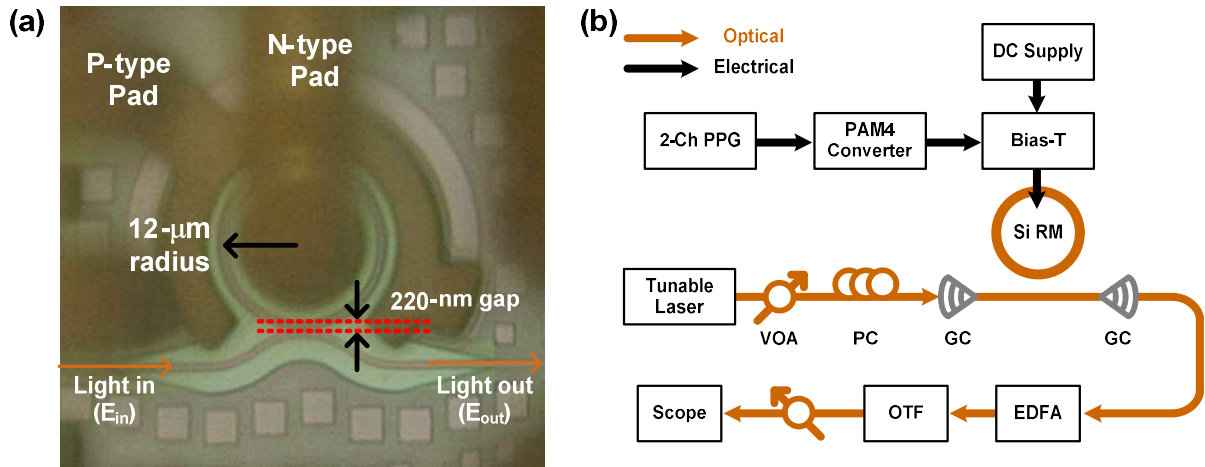 (a)
N-type
Pad
P-type
Pad
12-μm
radius
220-nm gap
Light in
(Ein)
Light out
(Eout)
(b)
Optical
Electrical
DC Supply
2-Ch PPG
PAM4
Converter
Bias-T
Si RM
Tunable
Laser
VOA
PC
GC
GC
Scope
OTF
EDFA